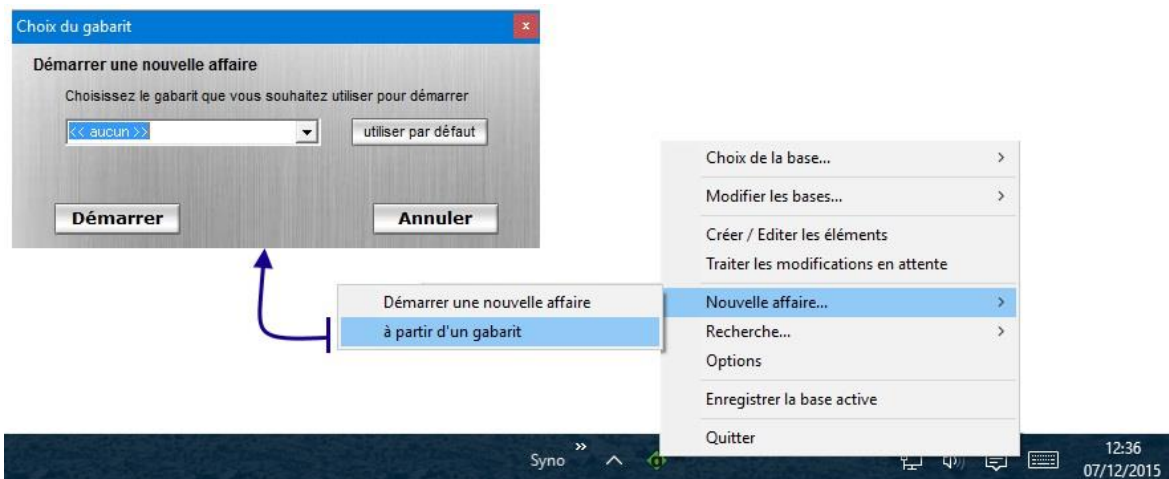 Choix du gabarit
Démarrer une nouvelle affaire
Choisissez le gabarit que vous souhaitez utiliser pour démarrer
<< aucun >>
utiliser par défaut
Démarrer
Annuler
Choix de la base...
Modifier les bases...
Créer / Editer les éléments
Traiter les modifications en attente
Nouvelle affaire...
Recherche...
Options
Enregistrer la base active
Quitter
Démarrer une nouvelle affaire
à partir d'un gabarit
Syno
12:36
07/12/2015